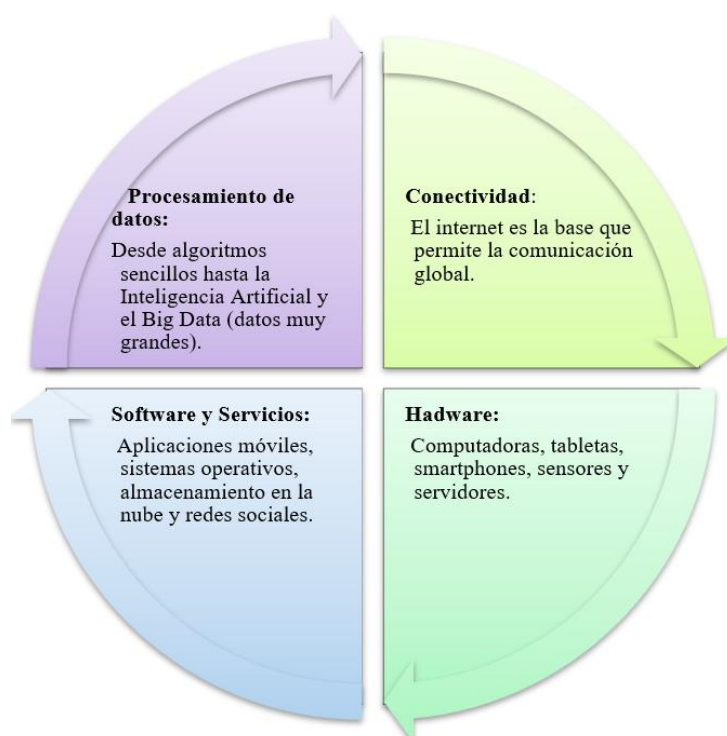 Procesamiento de
datos:
Desde algoritmos
sencillos hasta la
Inteligencia Artificial y
el Big Data (datos muy
grandes).
Conectividad:
El internet es la base que
permite la comunicación
global.
Software y Servicios:
Aplicaciones móviles,
sistemas operativos,
almacenamiento en la
nube y redes sociales.
Hadware:
Computadoras, tabletas,
smartphones, sensores y
servidores.